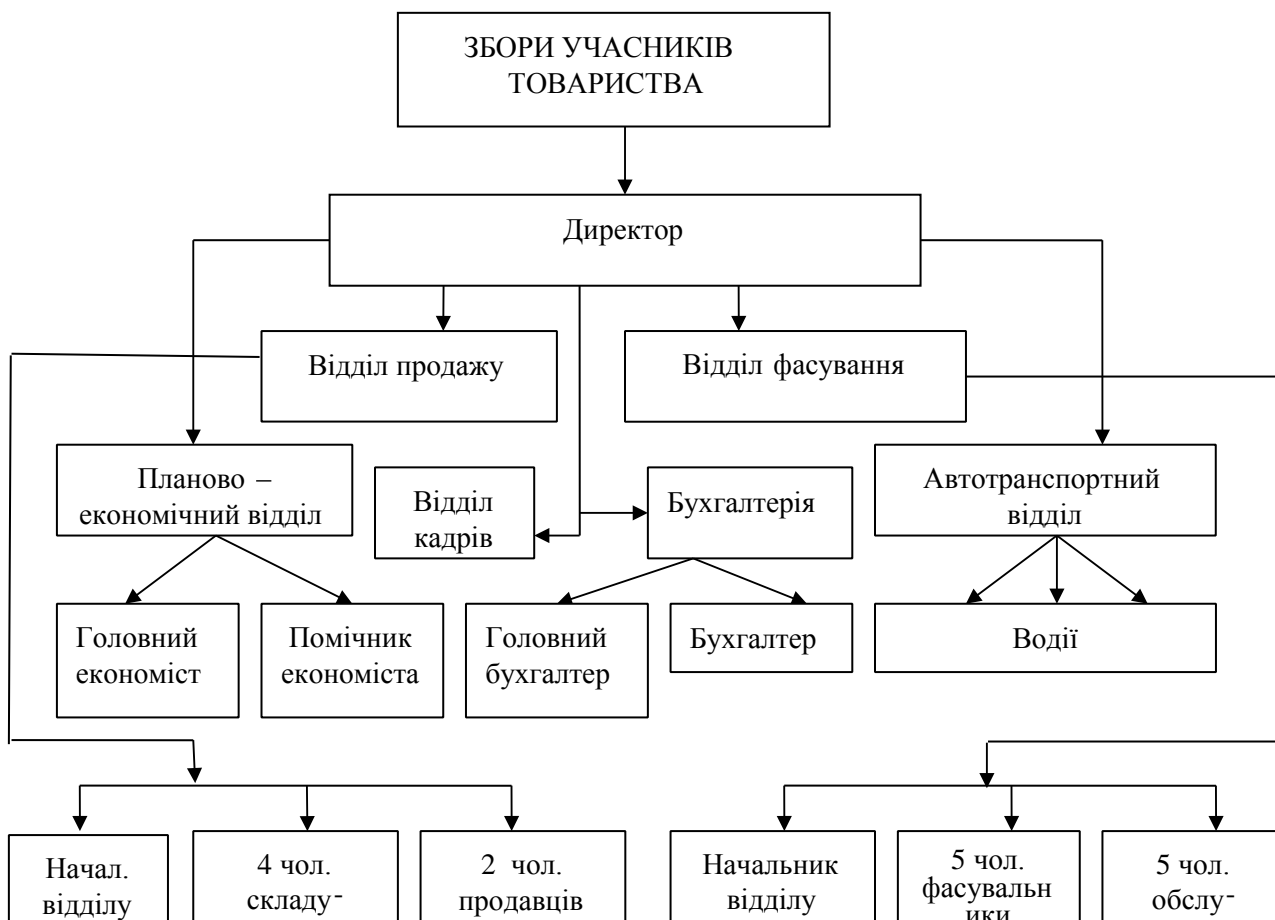 ЗБОРИ УЧАСНИКІВ
ТОВАРИСТВА
Директор
Відділ продажу
Відділ фасування
Планово –
економічний відділ
Відділ
кадрів
Бухгалтерія
Автотранспортний
відділ
Головний
економіст
Помічник
економіста
Головний
бухгалтер
Бухгалтер
Водії
Начал.
відділу
4 чол.
складу-
2 чол.
продавців
Начальник
відділу
5 чол.
фасувальн
ики
5 чол.
обслу-